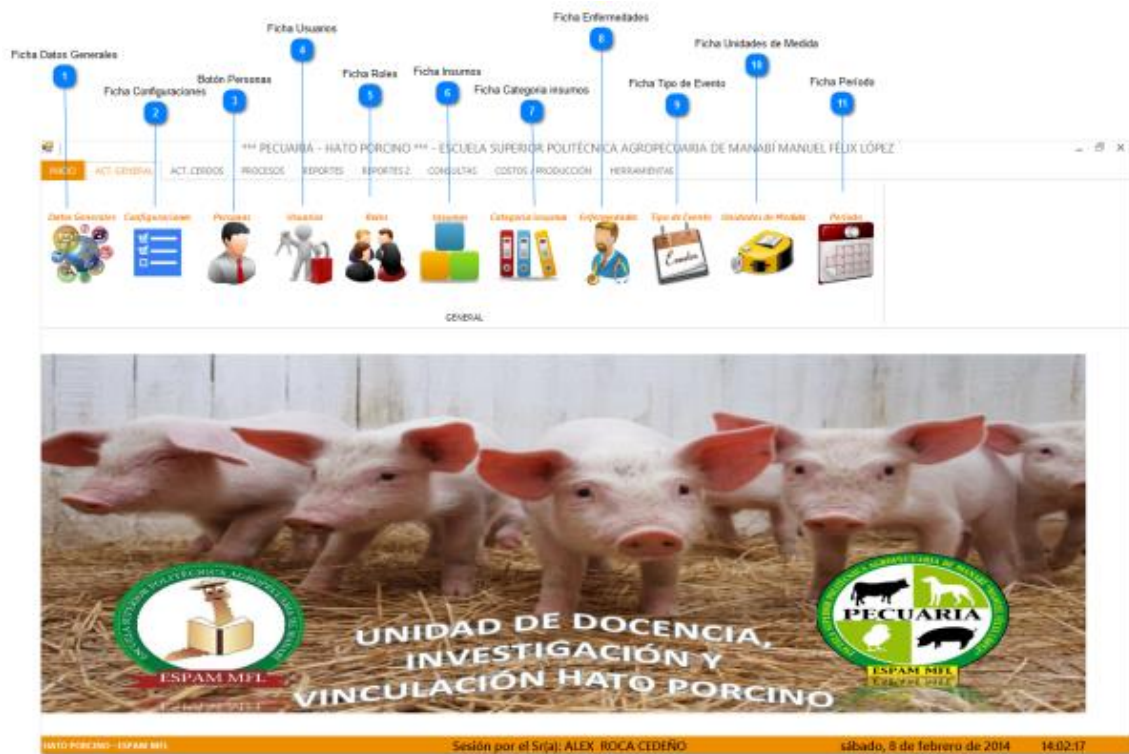 Ficha Enfermedades
8
Ficha Usuarios
4
Ficha Unidades de Medida
10
Ficha Datos Generales
1
Ficha Configuraciones
2
Botón Personas
3
Ficha Roles
5
Ficha Insumos
6
Ficha Categoria insumos
7
Ficha Tipo de Evento
9
Ficha Período
11
*** PECUARIA - HATO PORCINO *** - ESCUELA SUPERIOR POLITÉCNICA AGROPECUARIA DE MANABÍ MANUEL FÉLIX LÓPEZ
INICIO ACT. GENERAL ACT. CERDOS PROCESOS REPORTES REPORTES 2 CONSULTAS COSTOS / PRODUCCIÓN HERRAMIENTAS
Datos Generales Configuraciones Personas Usuarios Roles Insumos Categoria insumos Enfermedades Tipo de Evento Unidades de Medida Período
Eventos
GENERAL
UNIDAD DE DOCENCIA,
INVESTIGACIÓN Y
VINCULACIÓN HATO PORCINO
ESPAM MFL
PECUARIA
ESPAM MFL
HATO PORCINO - ESPAM MFL Sesión por el Sr(a): ALEX ROCA CEDEÑO sábado, 8 de febrero de 2014 14:02:17